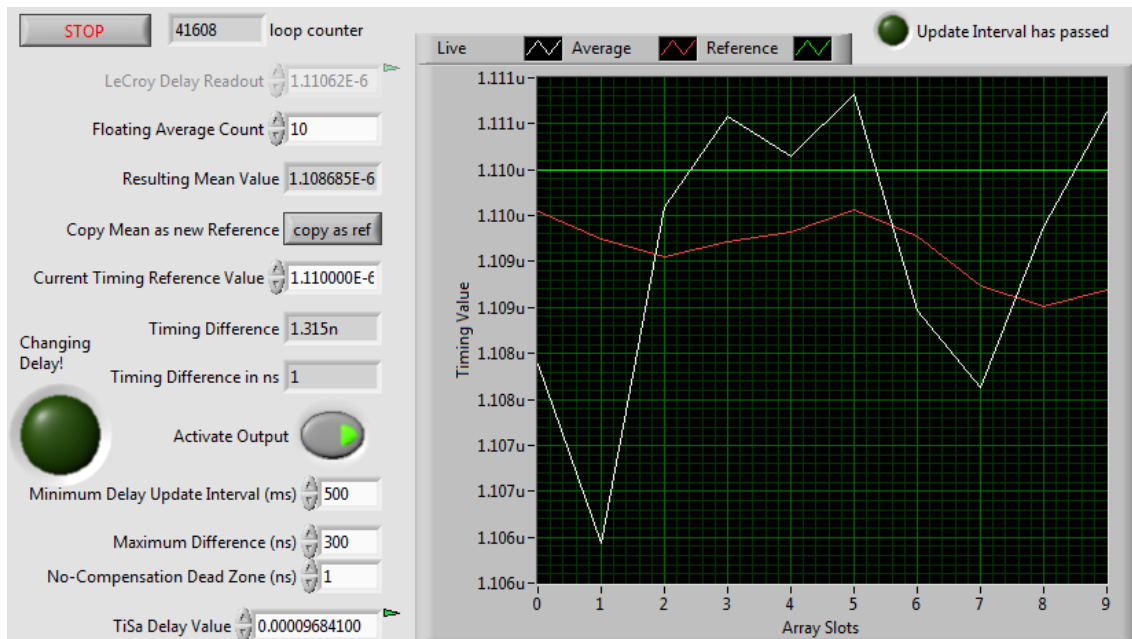 STOP 41608 loop counter
LeCroy Delay Readout 1.11062E-6
Floating Average Count 10
Resulting Mean Value 1.108685E-6
Copy Mean as new Reference copy as ref
Current Timing Reference Value 1.110000E-6
Timing Difference 1.315n
Changing
Delay!
Timing Difference in ns 1
Activate Output
Minimum Delay Update Interval (ms) 500
Maximum Difference (ns) 300
No-Compensation Dead Zone (ns) 1
TiSa Delay Value 0.00009684100
Live Average Reference
Update Interval has passed
Timing Value
1.111u
1.111u
1.110u
1.110u
1.109u
1.109u
1.108u
1.108u
1.107u
1.107u
1.106u
1.106u
0 1 2 3 4 5 6 7 8 9
Array Slots